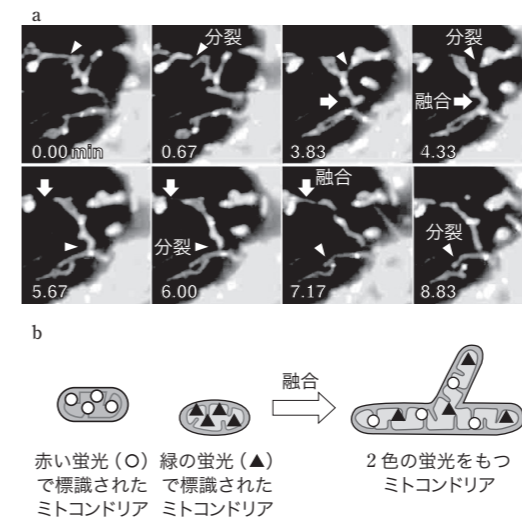 a
分裂
分裂
融合
0.00 min
0.67
3.83
4.33
融合
分裂
分裂
5.67
6.00
7.17
8.83
b
融合
赤い蛍光（○）
で標識された
ミトコンドリア
緑の蛍光（▲）
で標識された
ミトコンドリア
2色の蛍光をもつ
ミトコンドリア